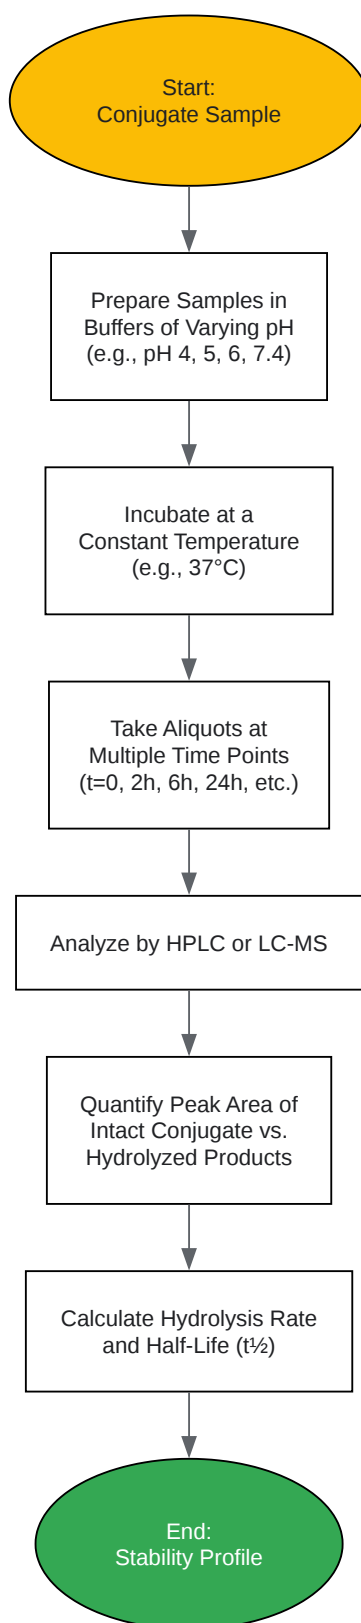 Start:
Conjugate Sample
Prepare Samples in
Buffers of Varying pH
(e.g., pH 4, 5, 6, 7.4)
Incubate at a
Constant Temperature
(e.g., 37°C)
Take Aliquots at
Multiple Time Points
(t=0, 2h, 6h, 24h, etc.)
Analyze by HPLC or LC-MS
Quantify Peak Area of
Intact Conjugate vs.
Hydrolyzed Products
Calculate Hydrolysis Rate
and Half-Life (t½)
End:
Stability Profile